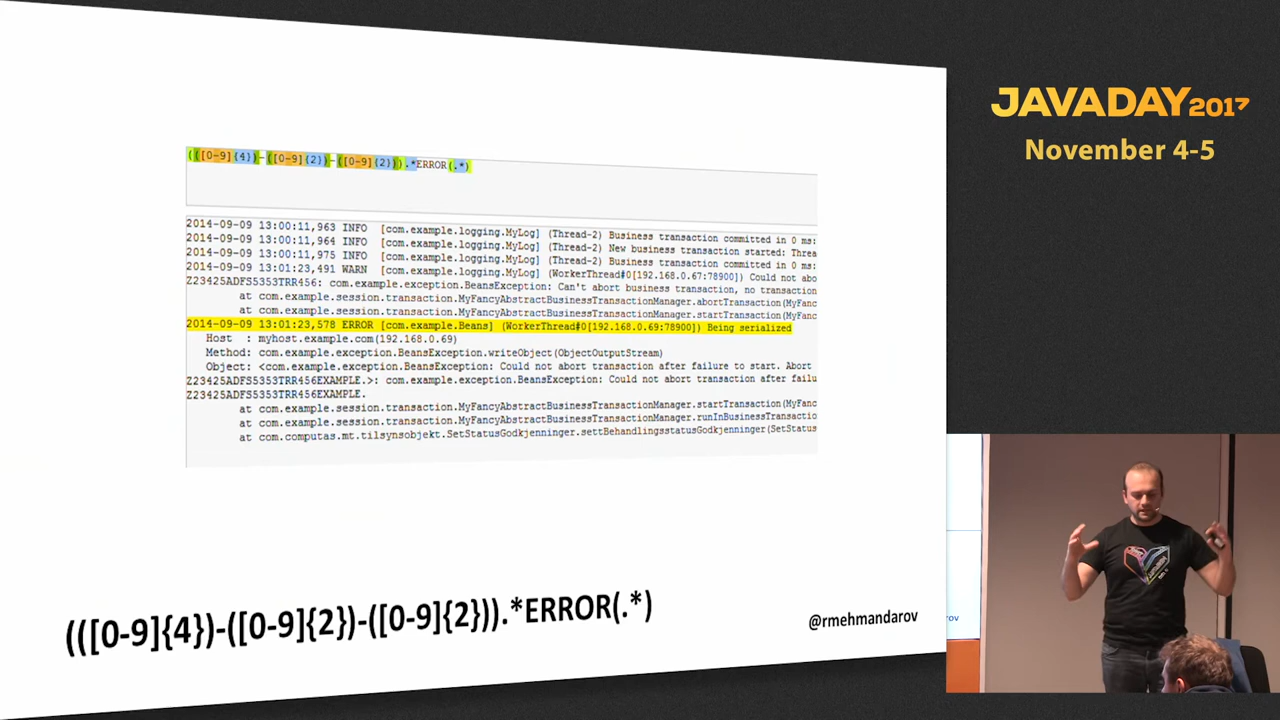 (([0-9]{4})-([0-9]{2})-([0-9]{2})).*ERROR(.*)
2014-09-09 13:00:11,963 INFO [com.example.logging.MyLog] (Thread-2) Business transaction committed in 0 ms:
2014-09-09 13:00:11,964 INFO [com.example.logging.MyLog] (Thread-2) New business transaction started: Threa
2014-09-09 13:00:11,975 INFO [com.example.logging.MyLog] (Thread-2) Business transaction committed in 0 ms:
2014-09-09 13:01:23,491 WARN [com.example.logging.MyLog] (WorkerThread#0[192.168.0.67:78900]) Could not abo
Z23425ADFS5353TRR456: com.example.exception.BeansException: Can't abort business transaction, no transaction
at com.example.session.transaction.MyFancyAbstractBusinessTransactionManager.abortTransaction(MyFanc
at com.example.session.transaction.MyFancyAbstractBusinessTransactionManager.startTransaction(MyFanc
2014-09-09 13:01:23,578 ERROR [com.example.Beans] (WorkerThread#0[192.168.0.69:78900]) Being serialized
Host : myhost.example.com(192.168.0.69)
Method: com.example.exception.BeansException.writeObject(ObjectOutputStream)
Object: <com.example.exception.BeansException: Could not abort transaction after failure to start. Abort
Z23425ADFS5353TRR456EXAMPLE.>: com.example.exception.BeansException: Could not abort transaction after failu
Z23425ADFS5353TRR456EXAMPLE.
at com.example.session.transaction.MyFancyAbstractBusinessTransactionManager.startTransaction(MyFanc
at com.example.session.transaction.MyFancyAbstractBusinessTransactionManager.runInBusinessTransactio
at com.computas.mt.tilsynsobjekt.SetStatusGodkjenninger.settBehandlingsstatusGodkjenninger(SetStatus
(([0-9]{4})-([0-9]{2})-([0-9]{2})).*ERROR(.*)
@rmehmandarov
JAVADAY2017
November 4-5